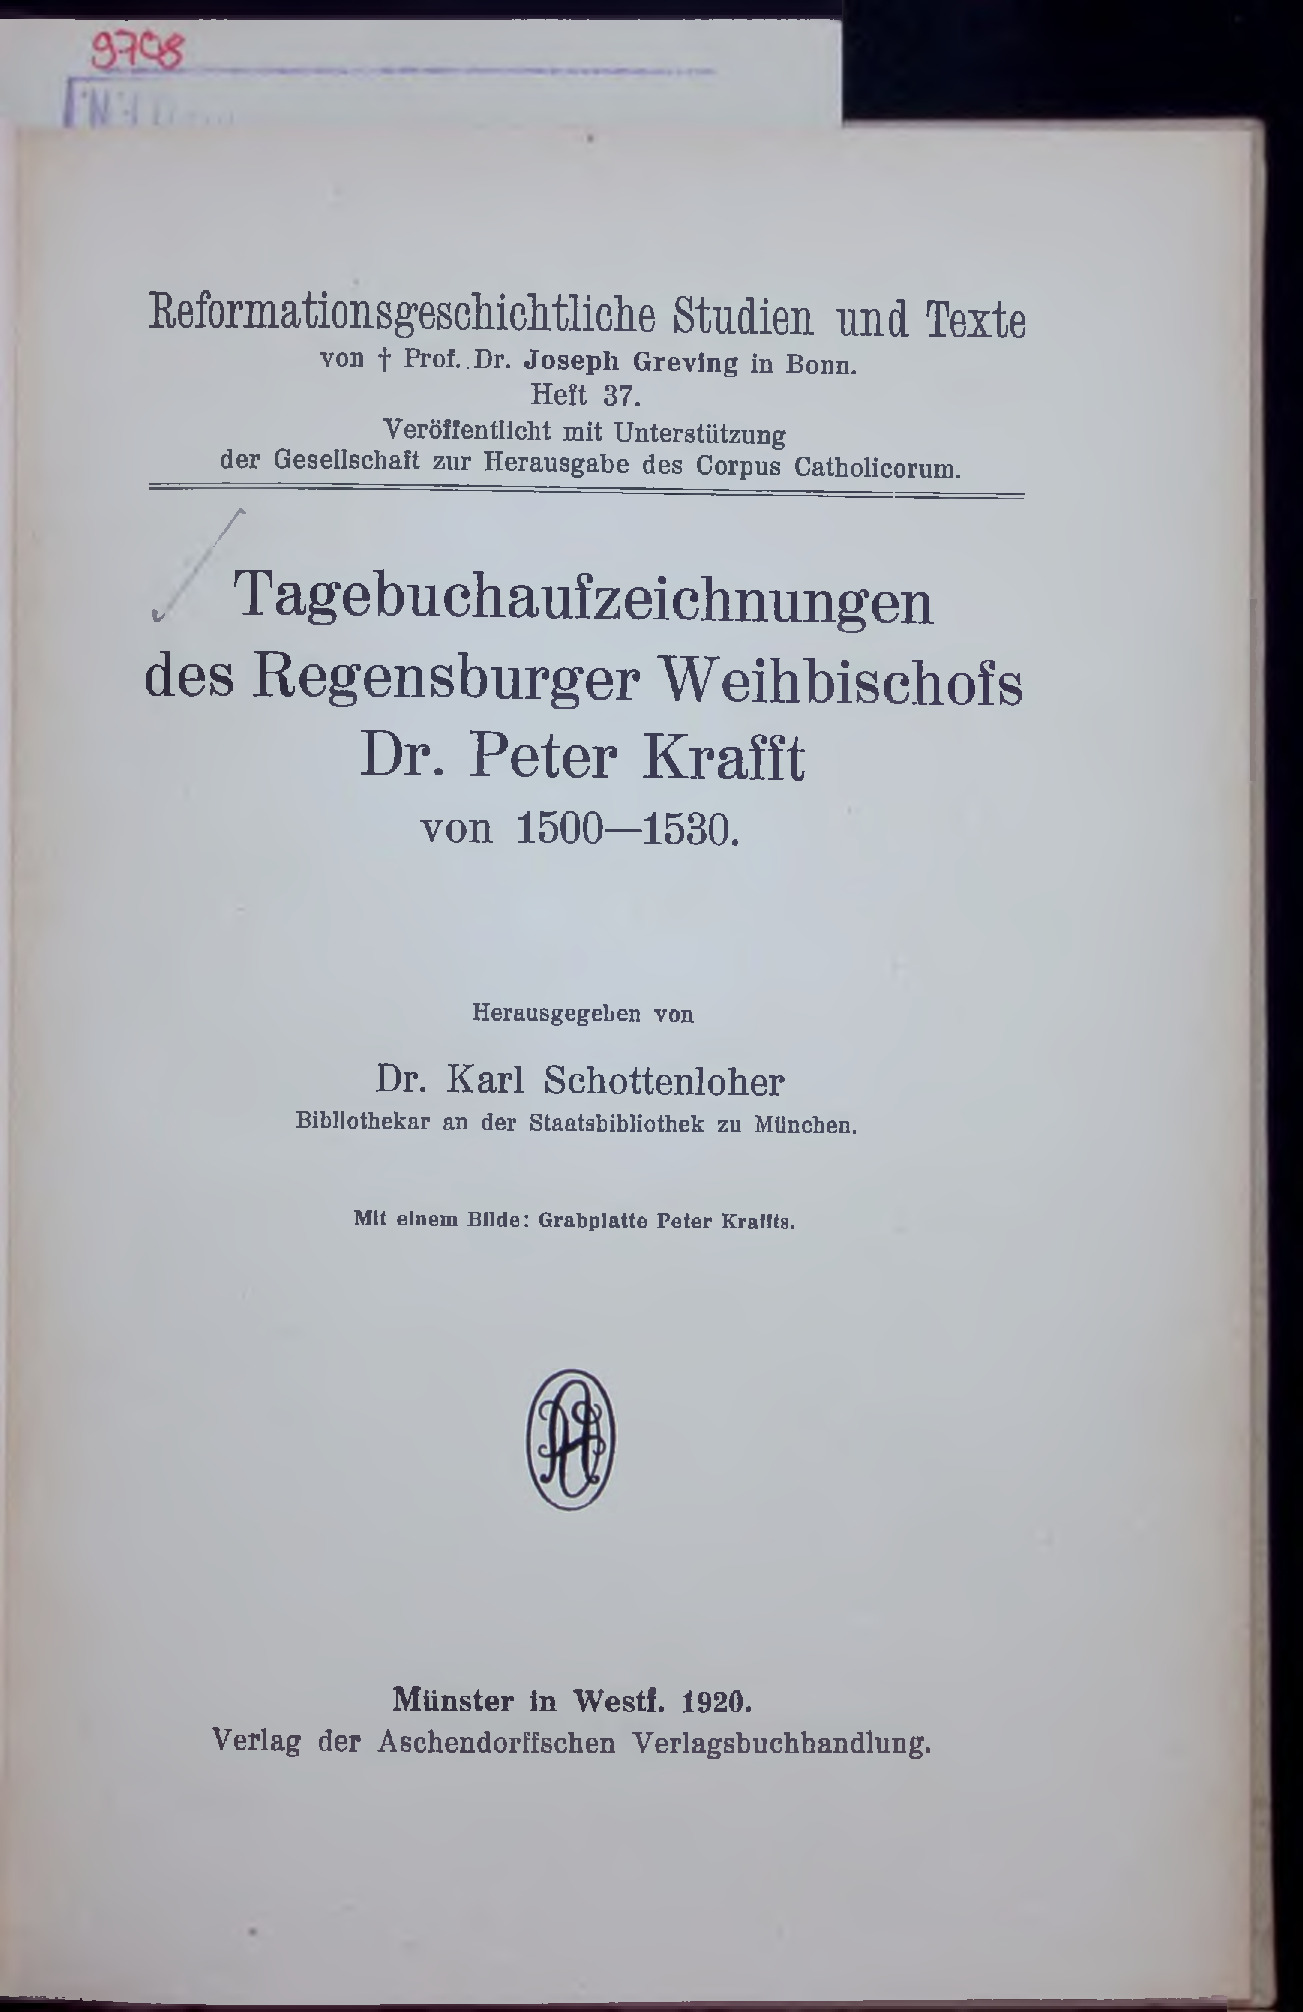 9708
Reformationsgeschichtliche Studien und Texte
von † Prof. Dr. Joseph Greving in Bonn.
Heft 37.
Veröffentlicht mit Unterstützung
der Gesellschaft zur Herausgabe des Corpus Catholicorum.
Tagebuchaufzeichnungen
des Regensburger Weihbischofs
Dr. Peter Krafft
von 1500—1530.
Herausgegeben von
Dr. Karl Schottenloher
Bibliothekar an der Staatsbibliothek zu München.
Mit einem Bilde: Grabplatte Peter Kraffts.
Münster in Westf. 1920.
Verlag der Aschendorffschen Verlagsbuchhandlung.